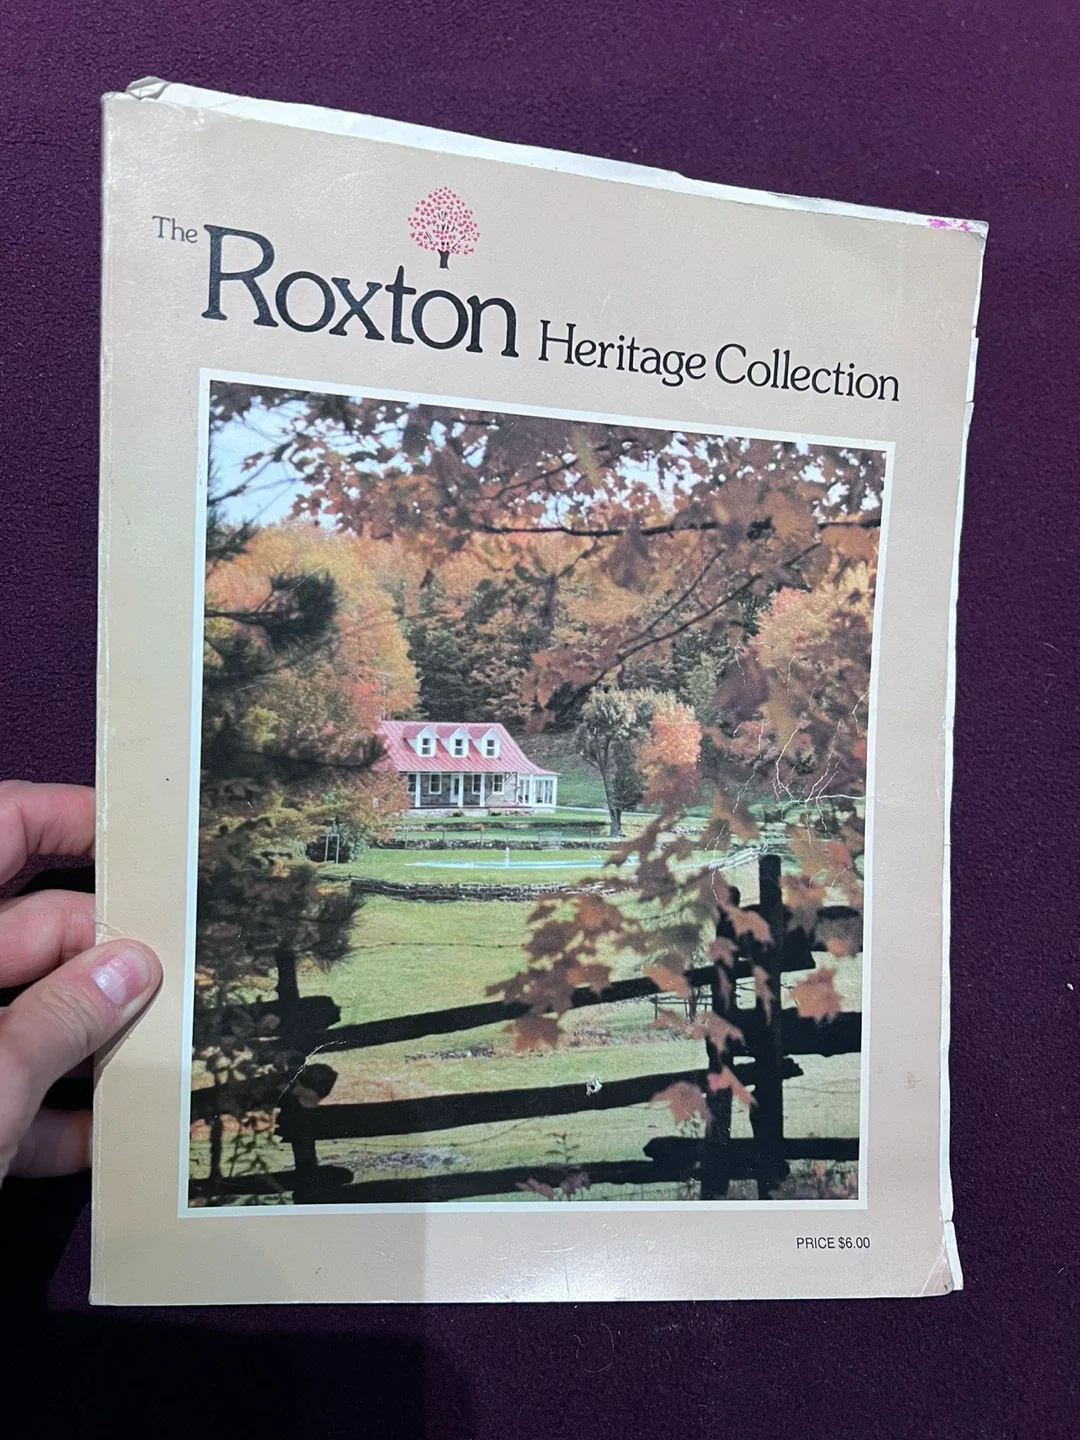 The Roxton Heritage Collection
PRICE $6.00